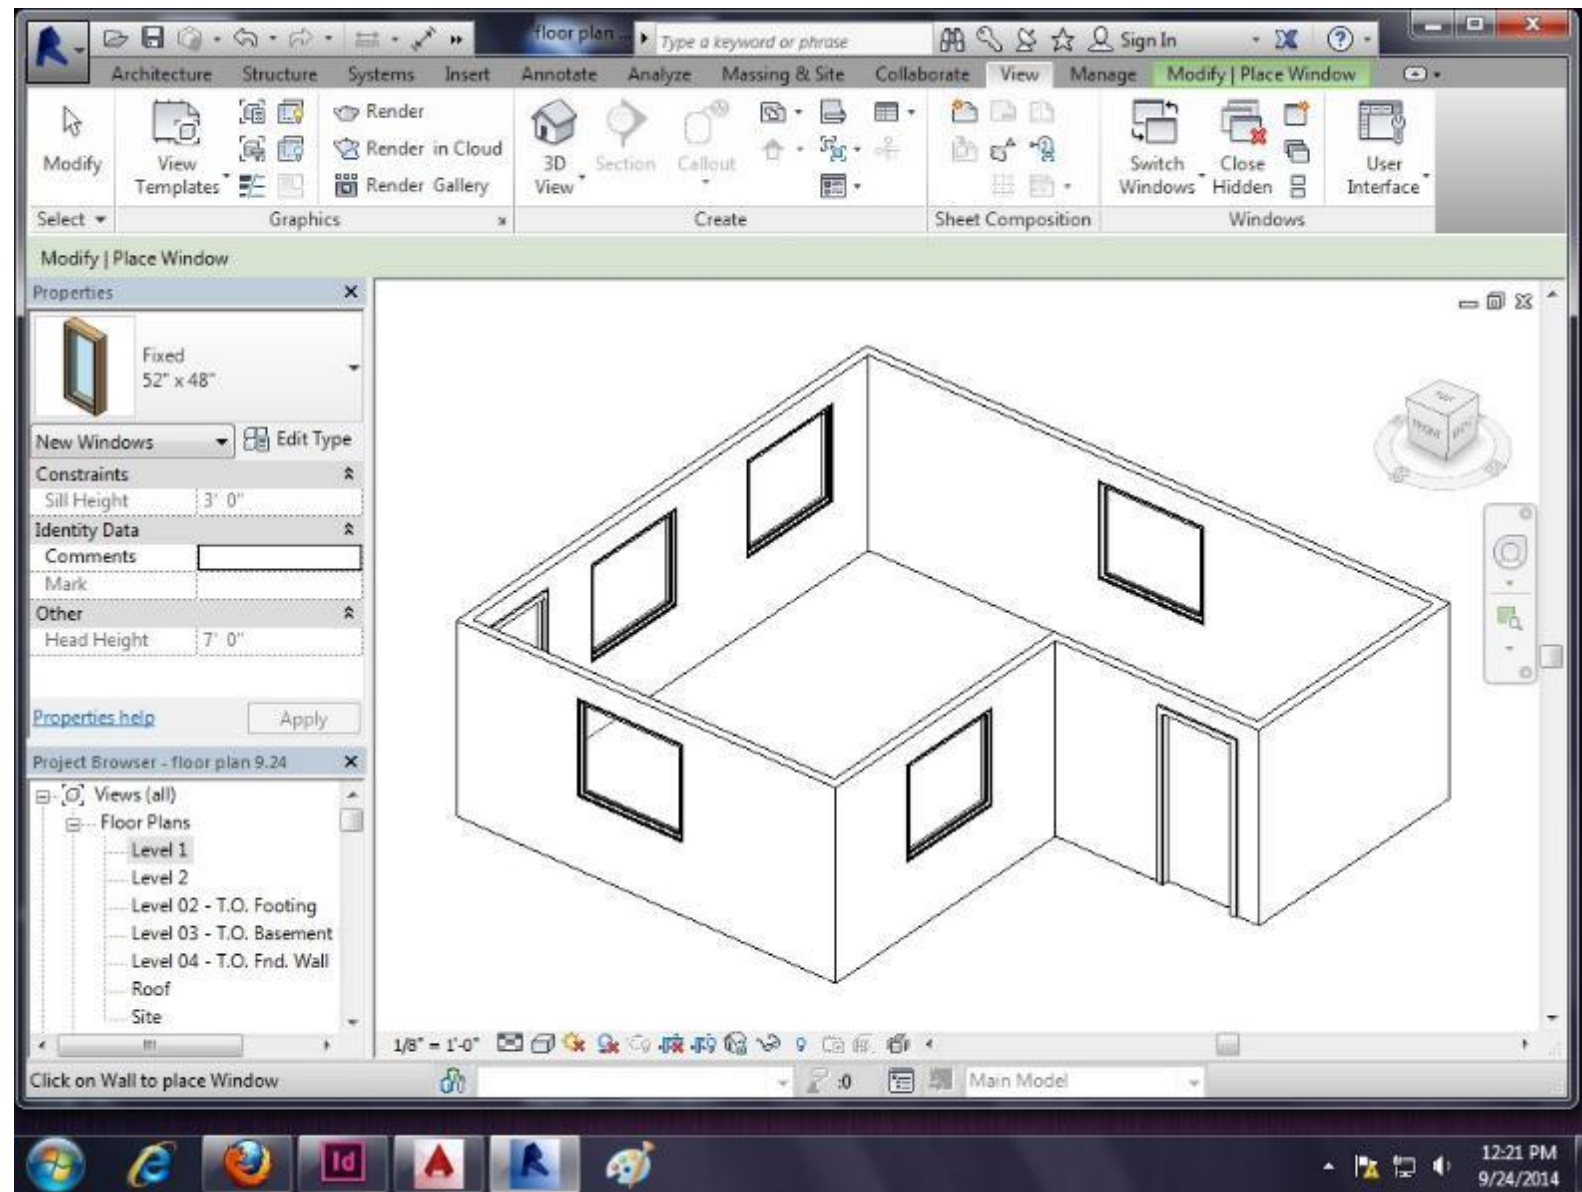 floor plan ...
Type a keyword or phrase
Sign In
Architecture Structure Systems Insert Annotate Analyze Massing & Site Collaborate View Manage Modify | Place Window
Modify
View
Templates
Render
Render in Cloud
Render Gallery
3D
View
Section
Callout
Switch
Windows
Close
Hidden
User
Interface
Select
Graphics
Create
Sheet Composition
Windows
Modify | Place Window
Properties
Fixed
52" x 48"
New Windows
Edit Type
Constraints
Sill Height 3' 0"
Identity Data
Comments
Mark
Other
Head Height 7' 0"
Properties help
Apply
Project Browser - floor plan 9.24
Views (all)
Floor Plans
Level 1
Level 2
Level 02 - T.O. Footing
Level 03 - T.O. Basement
Level 04 - T.O. Fnd. Wall
Roof
Site
FRONT
1/8" = 1'-0"
Click on Wall to place Window
:0
Main Model
Id
12:21 PM
9/24/2014